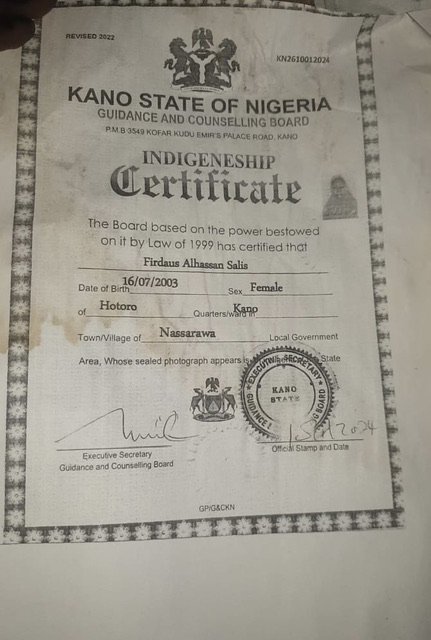 REVISED 2022
KN2610012024
KANO STATE OF NIGERIA
GUIDANCE AND COUNSELLING BOARD
P.M.B 3549 KOFAR KUDU EMIR'S PALACE ROAD, KANO
INDIGENESHIP
Certificate
The Board based on the power bestowed
on it by Law of 1999 has certified that
Firdaus Alhassan Salis
Date of Birth 16/07/2003 Sex Female
of Hotoro Quarters/ward in Kano
Town/Village of Nassarawa Local Government
Area, Whose sealed photograph appears is State
EXECUTIVE SECRETARY
KANO
STATE
GUIDANCE
G BOARD
Executive Secretary
Guidance and Counselling Board
Official Stamp and Date
GP/G&CKN